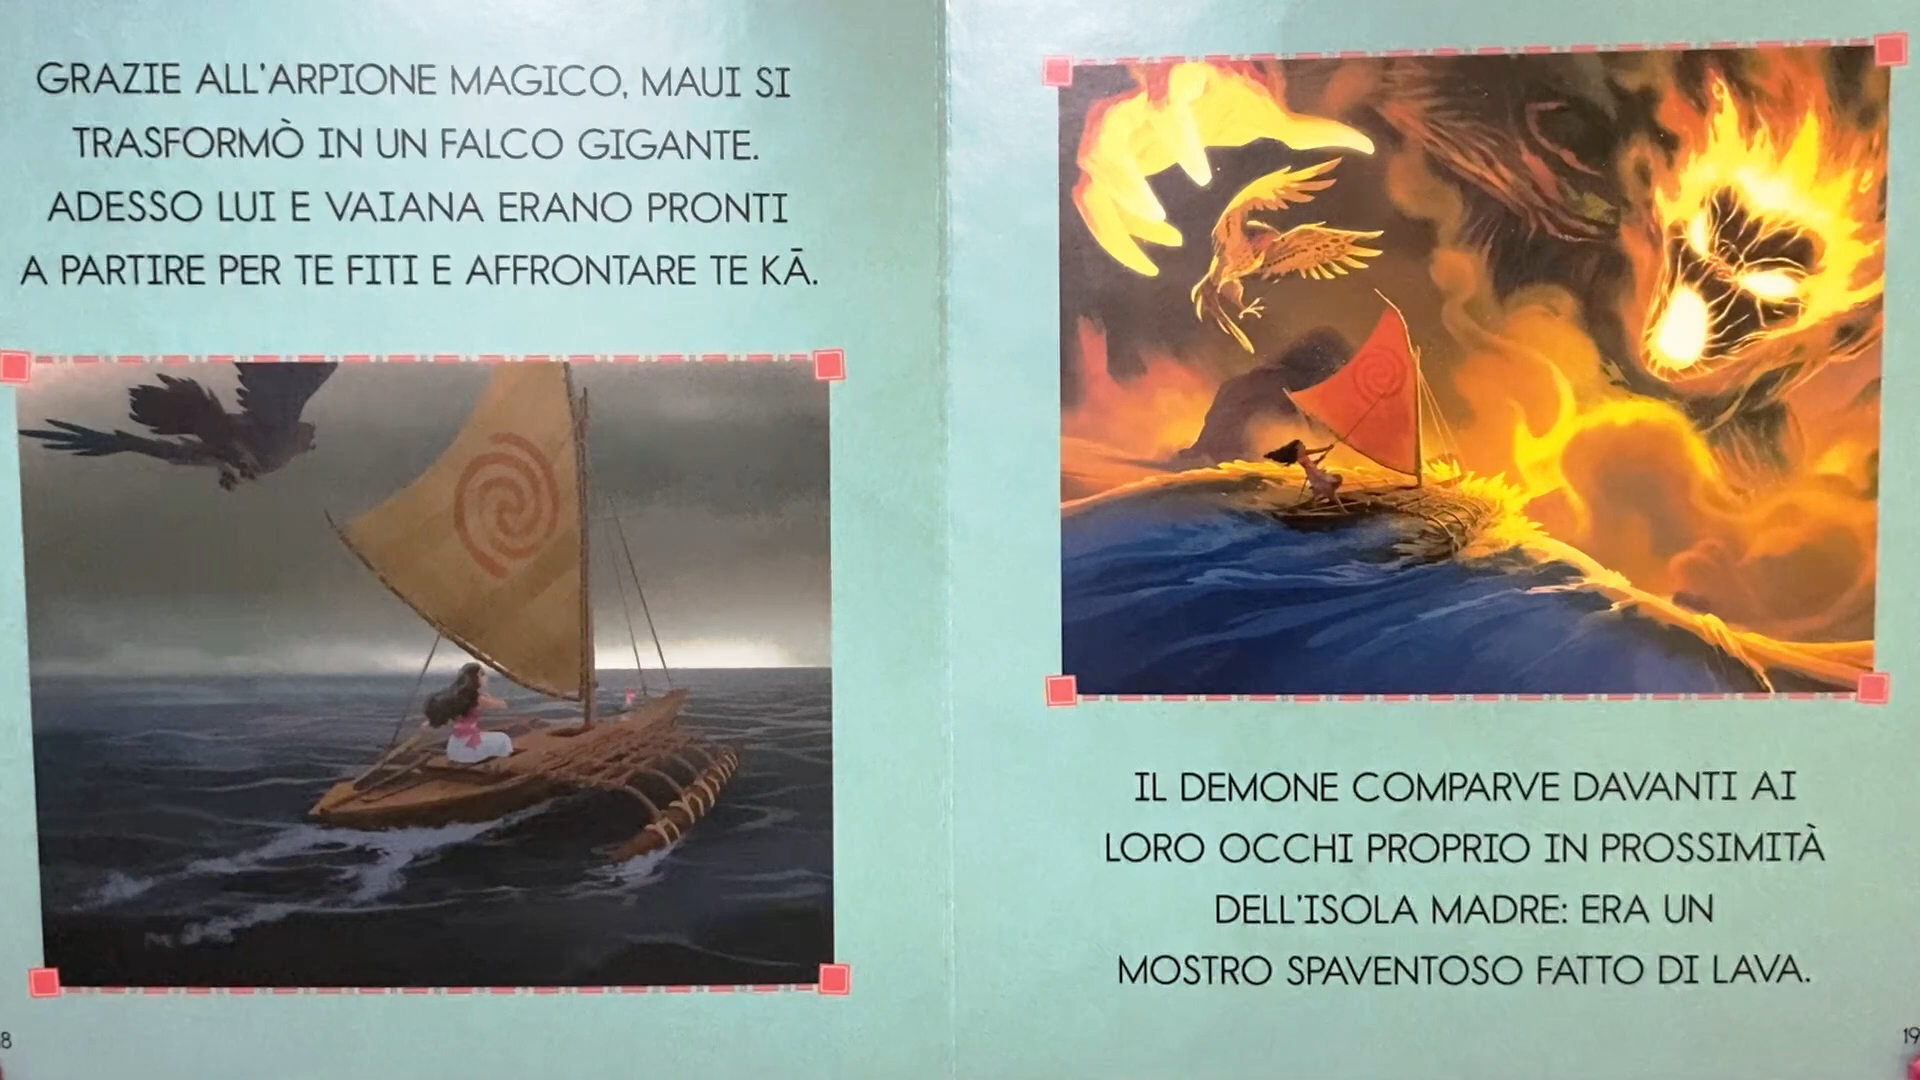 GRAZIE ALL'ARPIONE MAGICO, MAUI SI
TRASFORMÒ IN UN FALCO GIGANTE.
ADESSO LUI E VAIANA ERANO PRONTI
A PARTIRE PER TE FITI E AFFRONTARE TE KĀ.
8
IL DEMONE COMPARVE DAVANTI AI
LORO OCCHI PROPRIO IN PROSSIMITÀ
DELL'ISOLA MADRE: ERA UN
MOSTRO SPAVENTOSO FATTO DI LAVA.
19